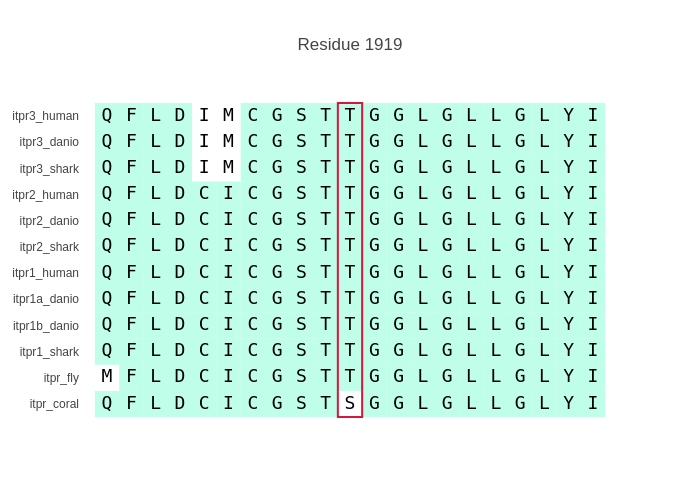 Residue 1919
itpr3_human Q F L D I M C G S T T G G L G L L G L Y I
itpr3_danio Q F L D I M C G S T T G G L G L L G L Y I
itpr3_shark Q F L D I M C G S T T G G L G L L G L Y I
itpr2_human Q F L D C I C G S T T G G L G L L G L Y I
itpr2_danio Q F L D C I C G S T T G G L G L L G L Y I
itpr2_shark Q F L D C I C G S T T G G L G L L G L Y I
itpr1_human Q F L D C I C G S T T G G L G L L G L Y I
itpr1a_danio Q F L D C I C G S T T G G L G L L G L Y I
itpr1b_danio Q F L D C I C G S T T G G L G L L G L Y I
itpr1_shark Q F L D C I C G S T T G G L G L L G L Y I
itpr_fly M F L D C I C G S T T G G L G L L G L Y I
itpr_coral Q F L D C I C G S T S G G L G L L G L Y I